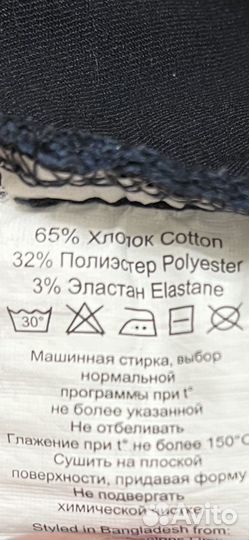 65% Хлопок Cotton
32% Полиэстер Polyester
3% Эластан Elastane
30°
Машинная стирка, выбор
нормальной
программы при t°
не более указанной
Не отбеливать
Глажение при t° не более 150°С
Сушить на плоской
поверхности, придавая форму
Не подвергать
химической чистке
Styled in Bangladesh from:
Avito